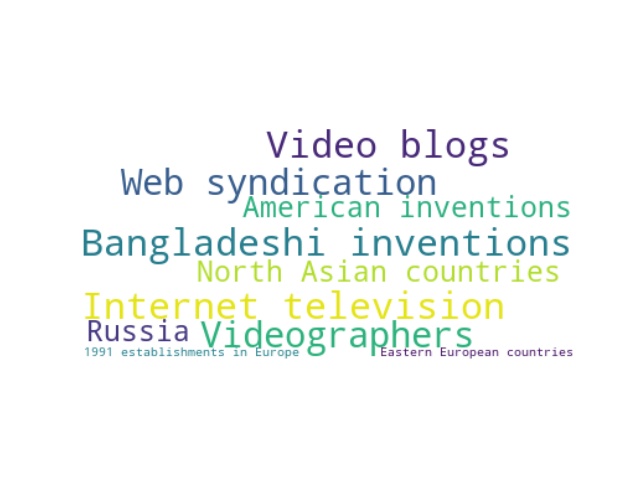 Video blogs
Web syndication
American inventions
Bangladeshi inventions
North Asian countries
Internet television
Russia Videographers
1991 establishments in Europe Eastern European countries